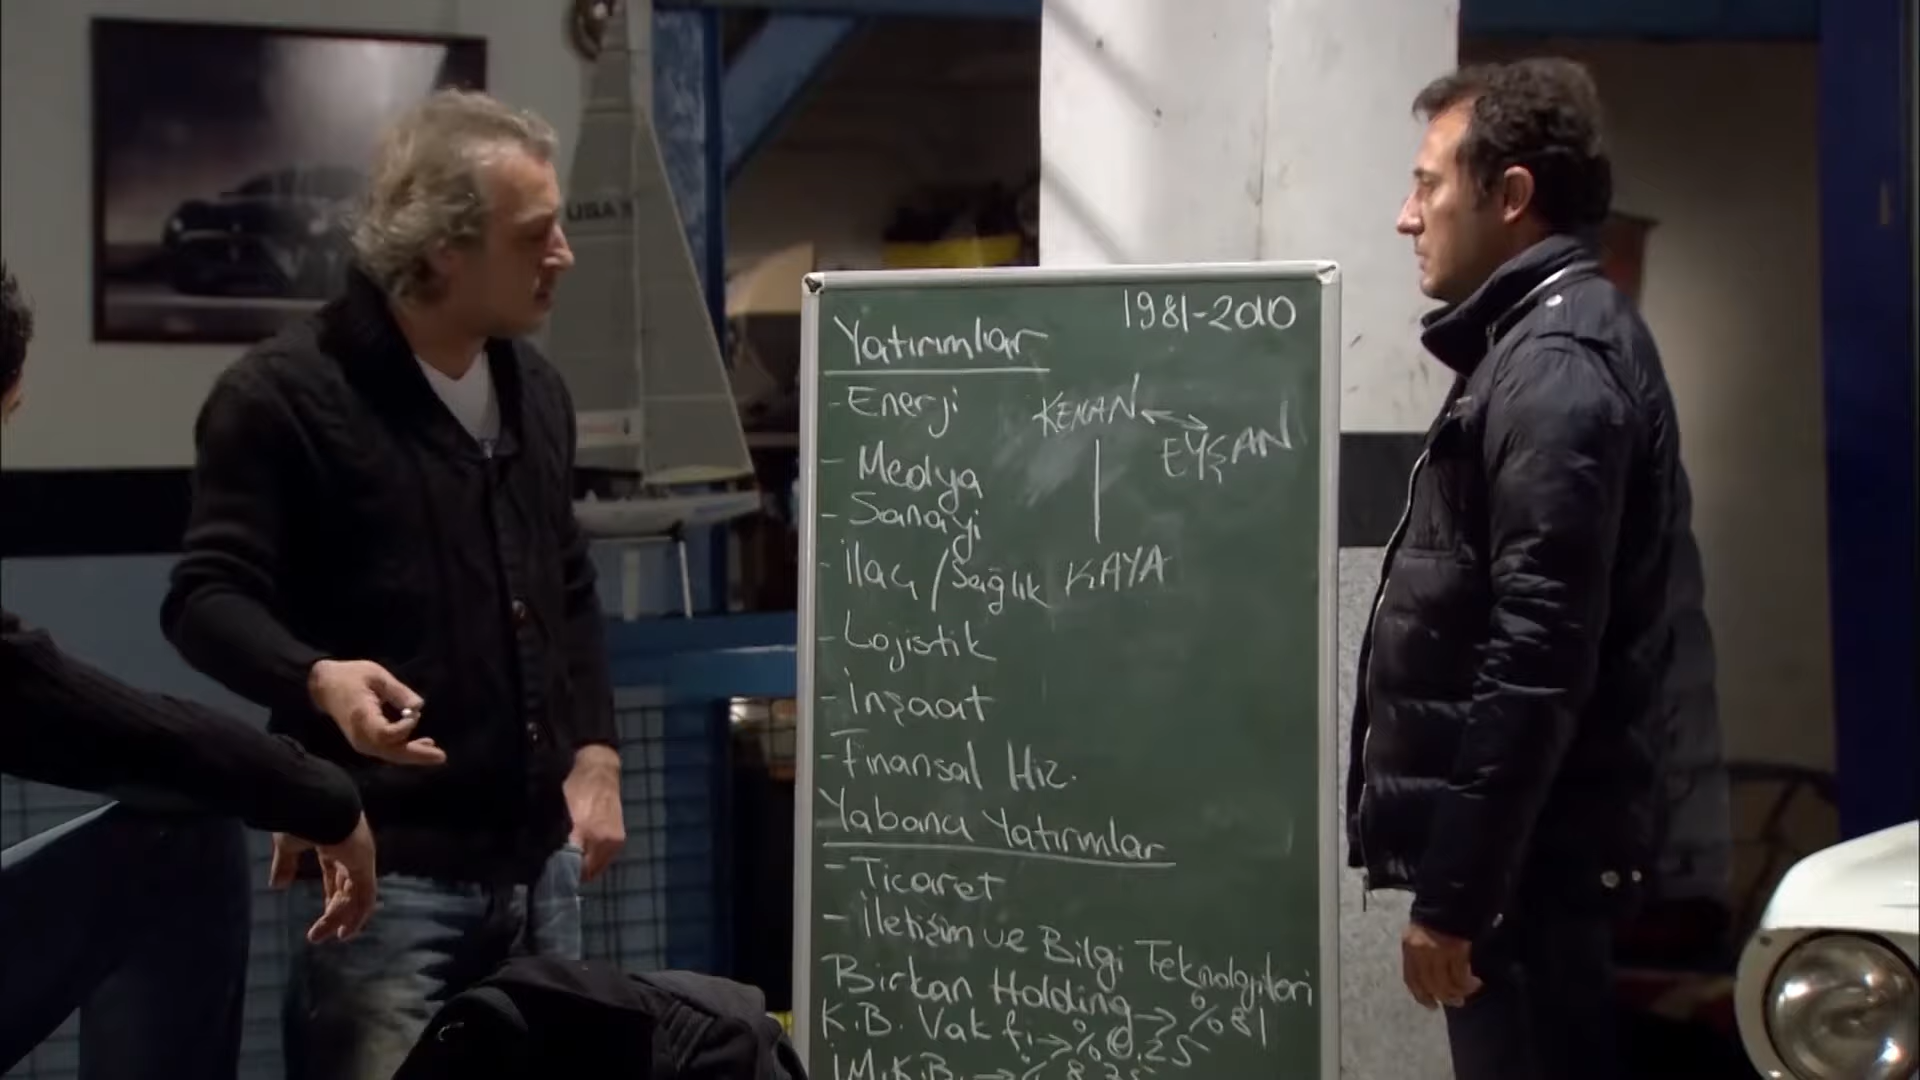 USA
1981-2010
Yatırımlar
- Enerji
KENAN
EYŞAN
- Medya
- Sanayi
- İlaç / Sağlık
KAYA
- Lojistik
- İnşaat
- Finansal Hiz.
Yabancı Yatırımlar
- Ticaret
- İletişim ve Bilgi Teknolojileri
Birkan Holding → % 81
K.B. Vakfı → % 0.25
İ.M.K.B. → %